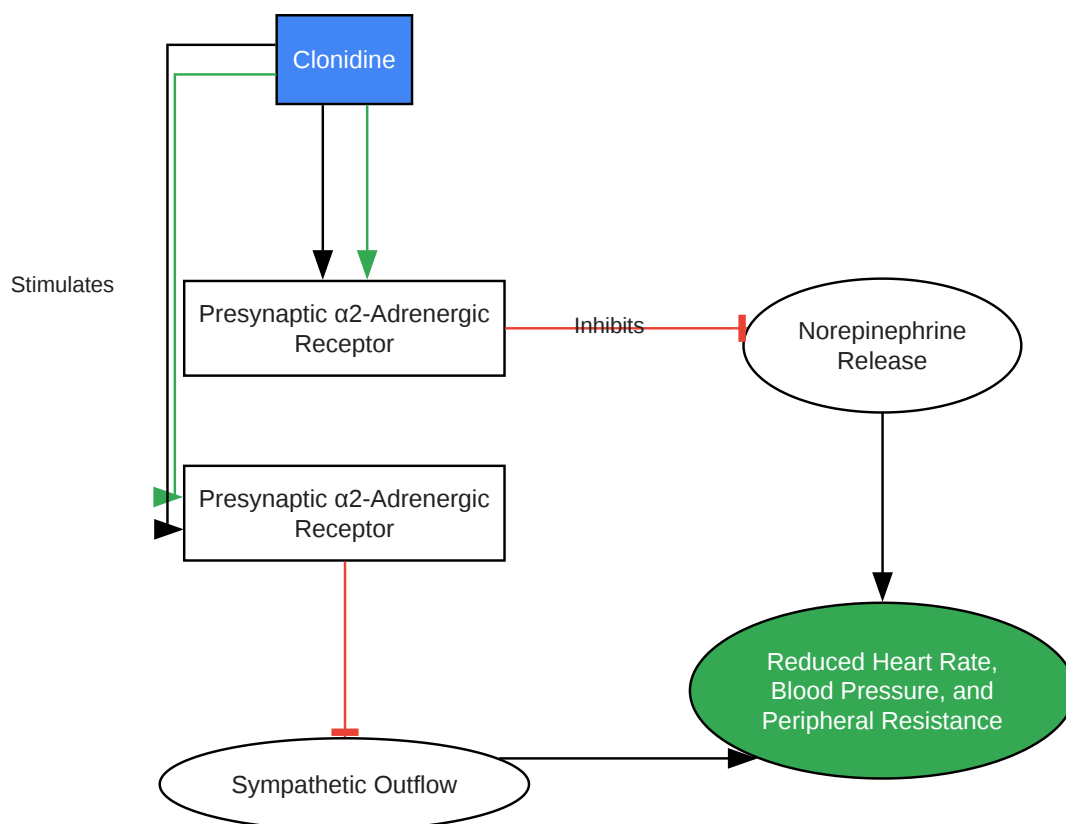 Clonidine
Stimulates
Presynaptic α2-Adrenergic
Receptor
Inhibits
Norepinephrine
Release
Presynaptic α2-Adrenergic
Receptor
Reduced Heart Rate,
Blood Pressure, and
Peripheral Resistance
Sympathetic Outflow